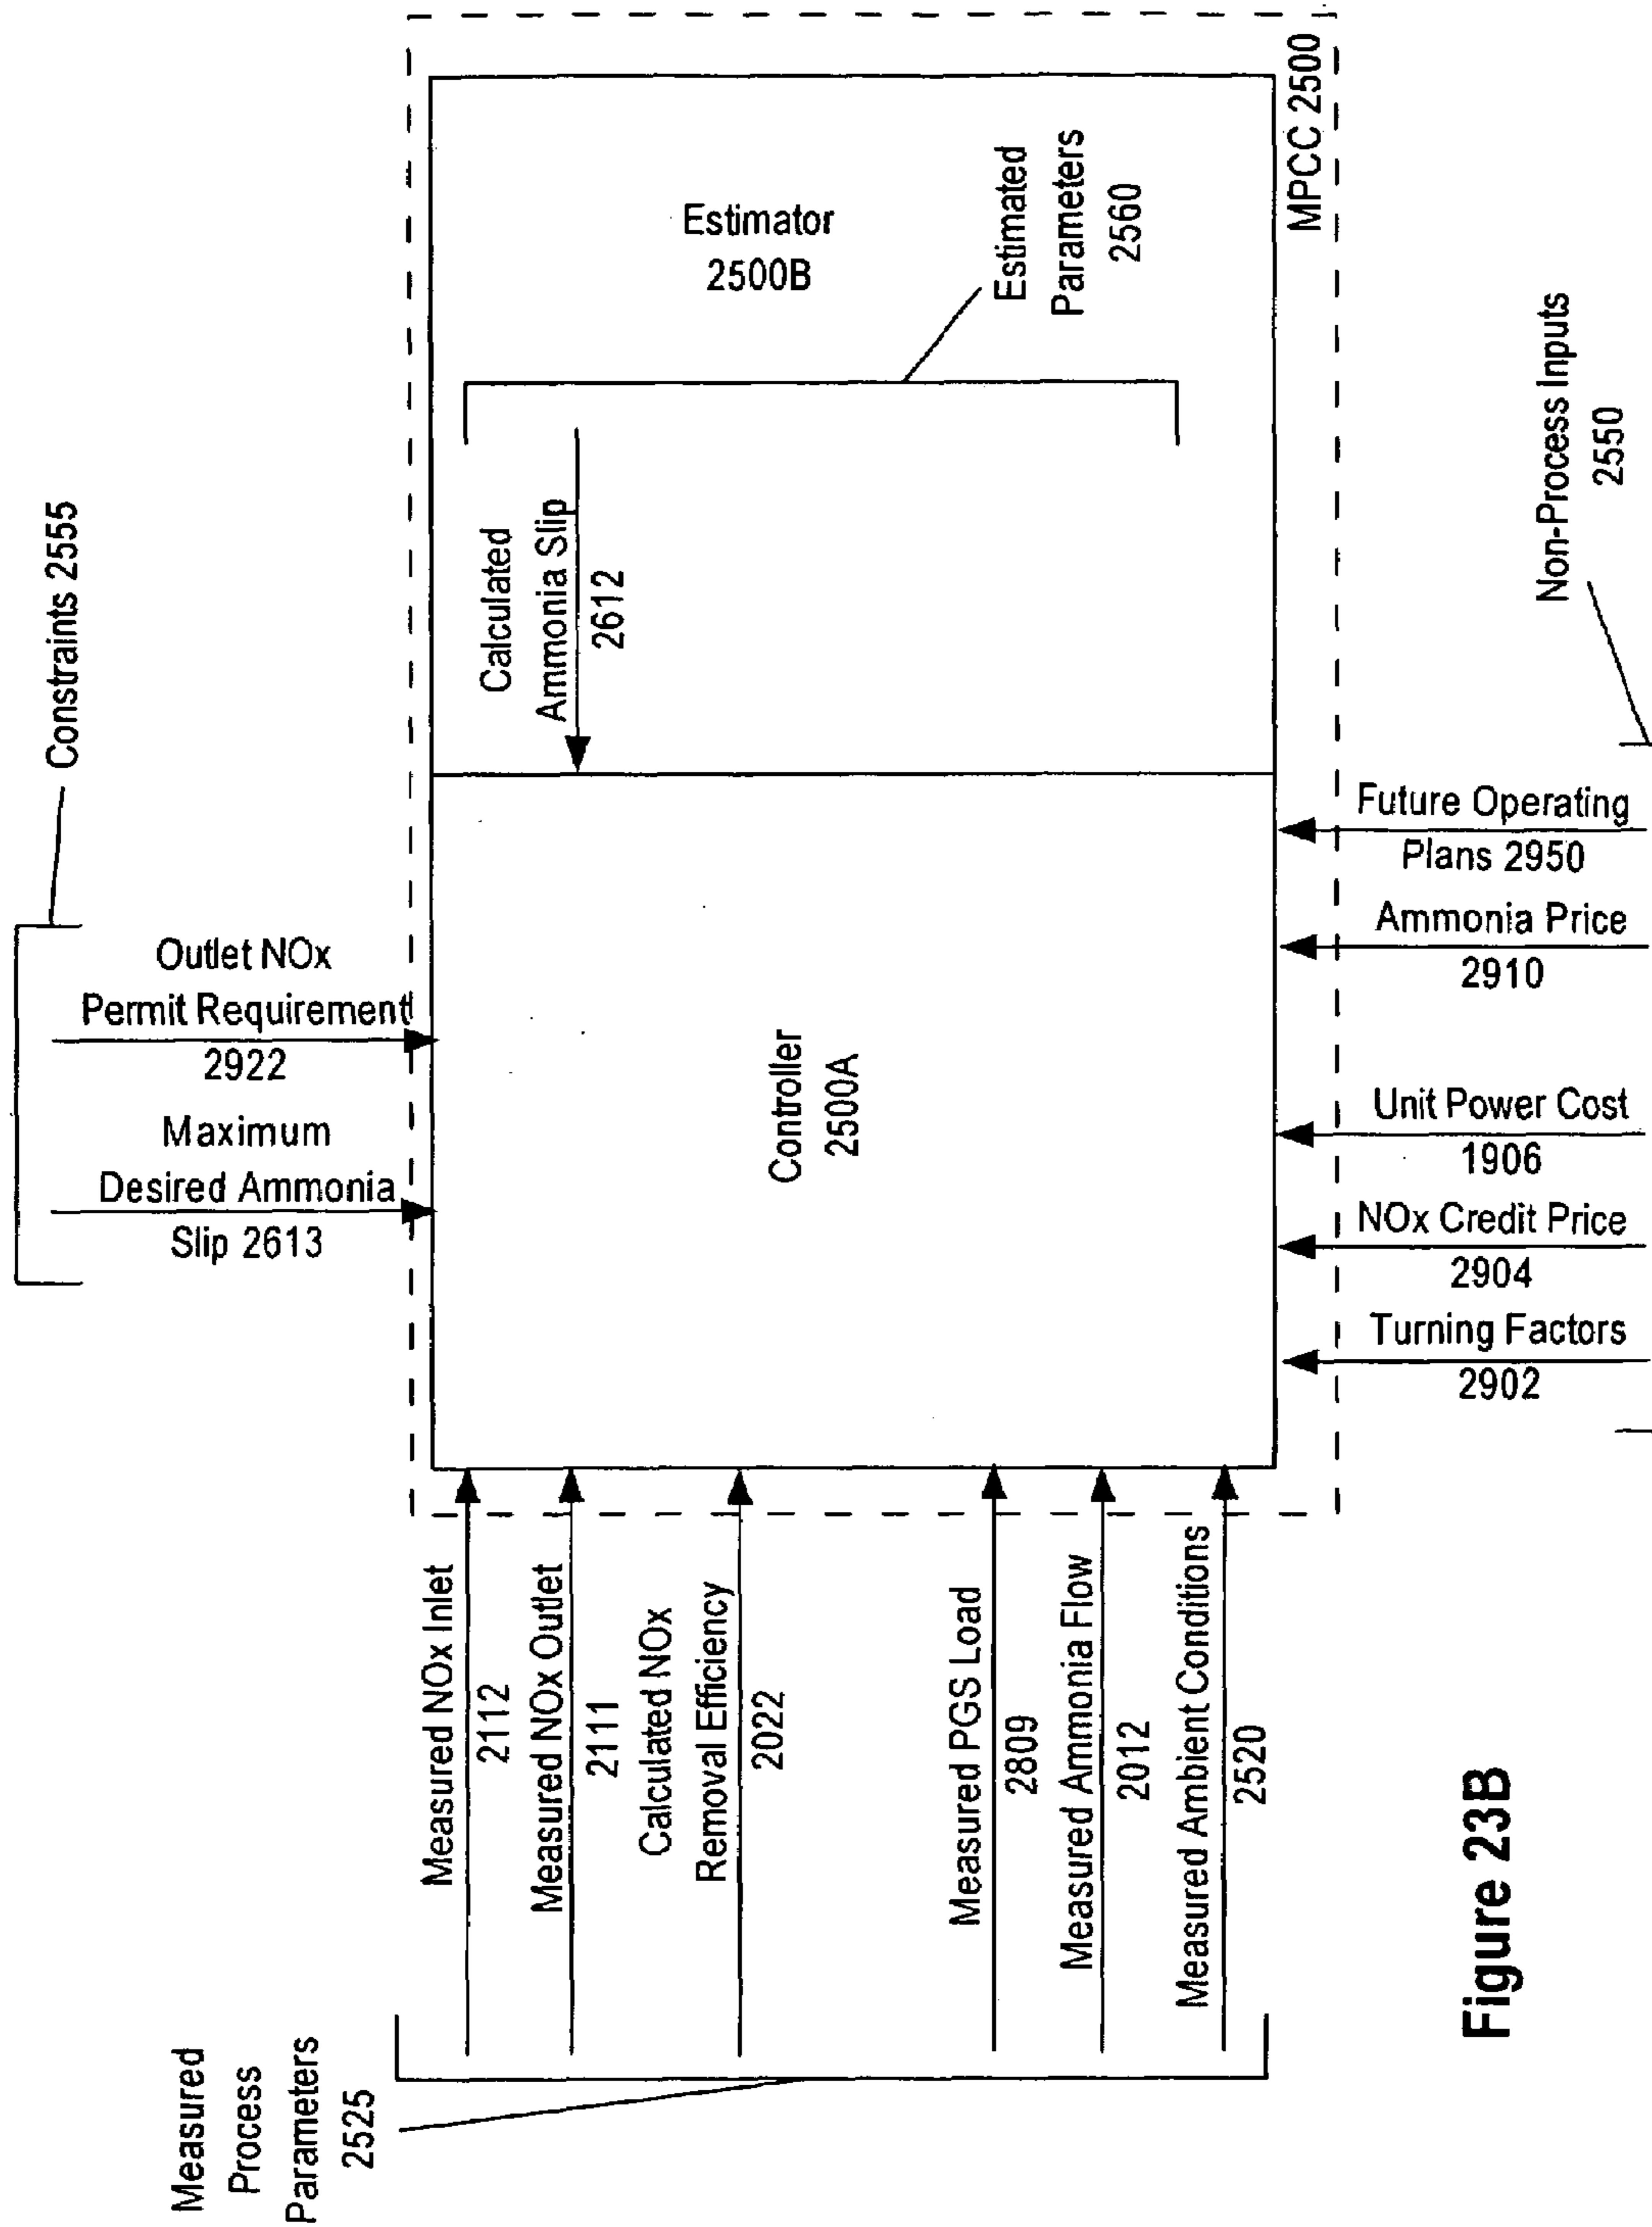 Constraints 2555
Outlet NOx
Permit Requirement
2922
Maximum
Desired Ammonia
Slip 2613
Measured
Process
Parameters
2525
Measured NOx Inlet
2112
Measured NOx Outlet
2111
Calculated NOx
Removal Efficiency
2022
Measured PGS Load
2809
Measured Ammonia Flow
2012
Measured Ambient Conditions
2520
Controller
2500A
Calculated
Ammonia Slip
2612
Estimator
2500B
Estimated
Parameters
2560
MPCC 2500
Turning Factors
2902
NOx Credit Price
2904
Unit Power Cost
1906
Ammonia Price
2910
Future Operating
Plans 2950
Non-Process Inputs
2550
Figure 23B